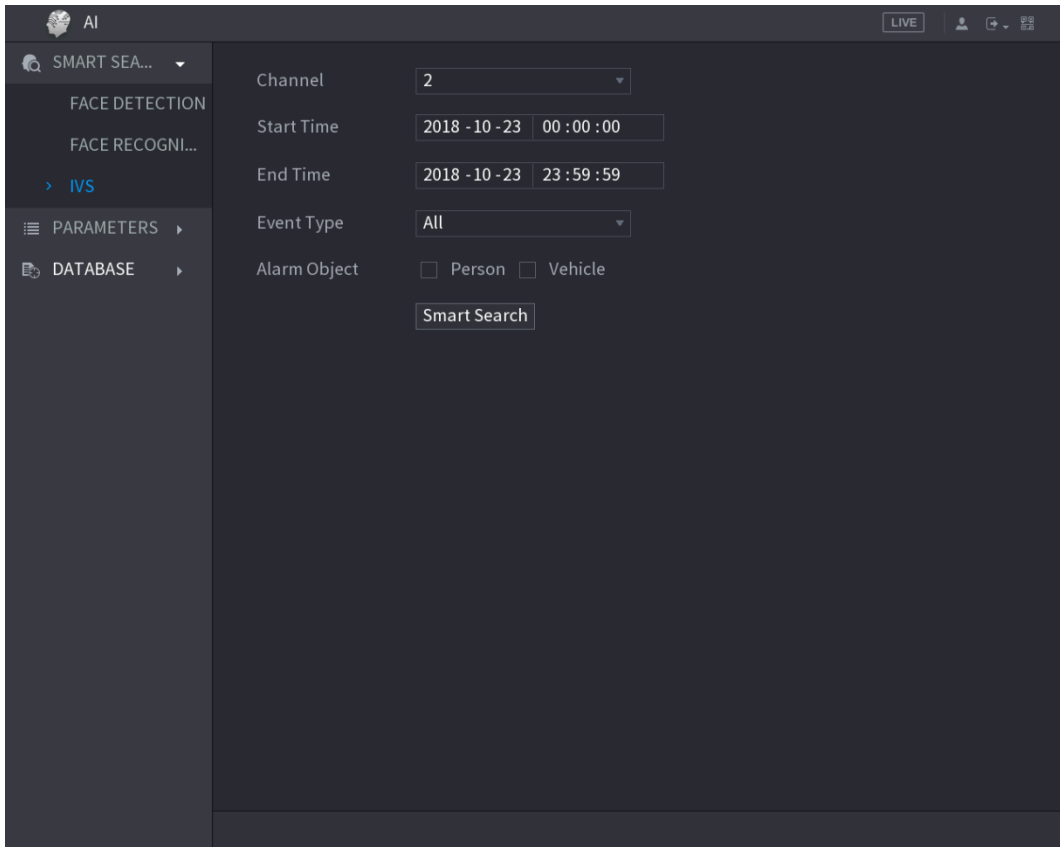 AI
LIVE
SMART SEA...
FACE DETECTION
FACE RECOGNI...
IVS
PARAMETERS
DATABASE
Channel 2
Start Time 2018 -10 -23 00 :00 :00
End Time 2018 -10 -23 23 :59 :59
Event Type All
Alarm Object Person Vehicle
Smart Search